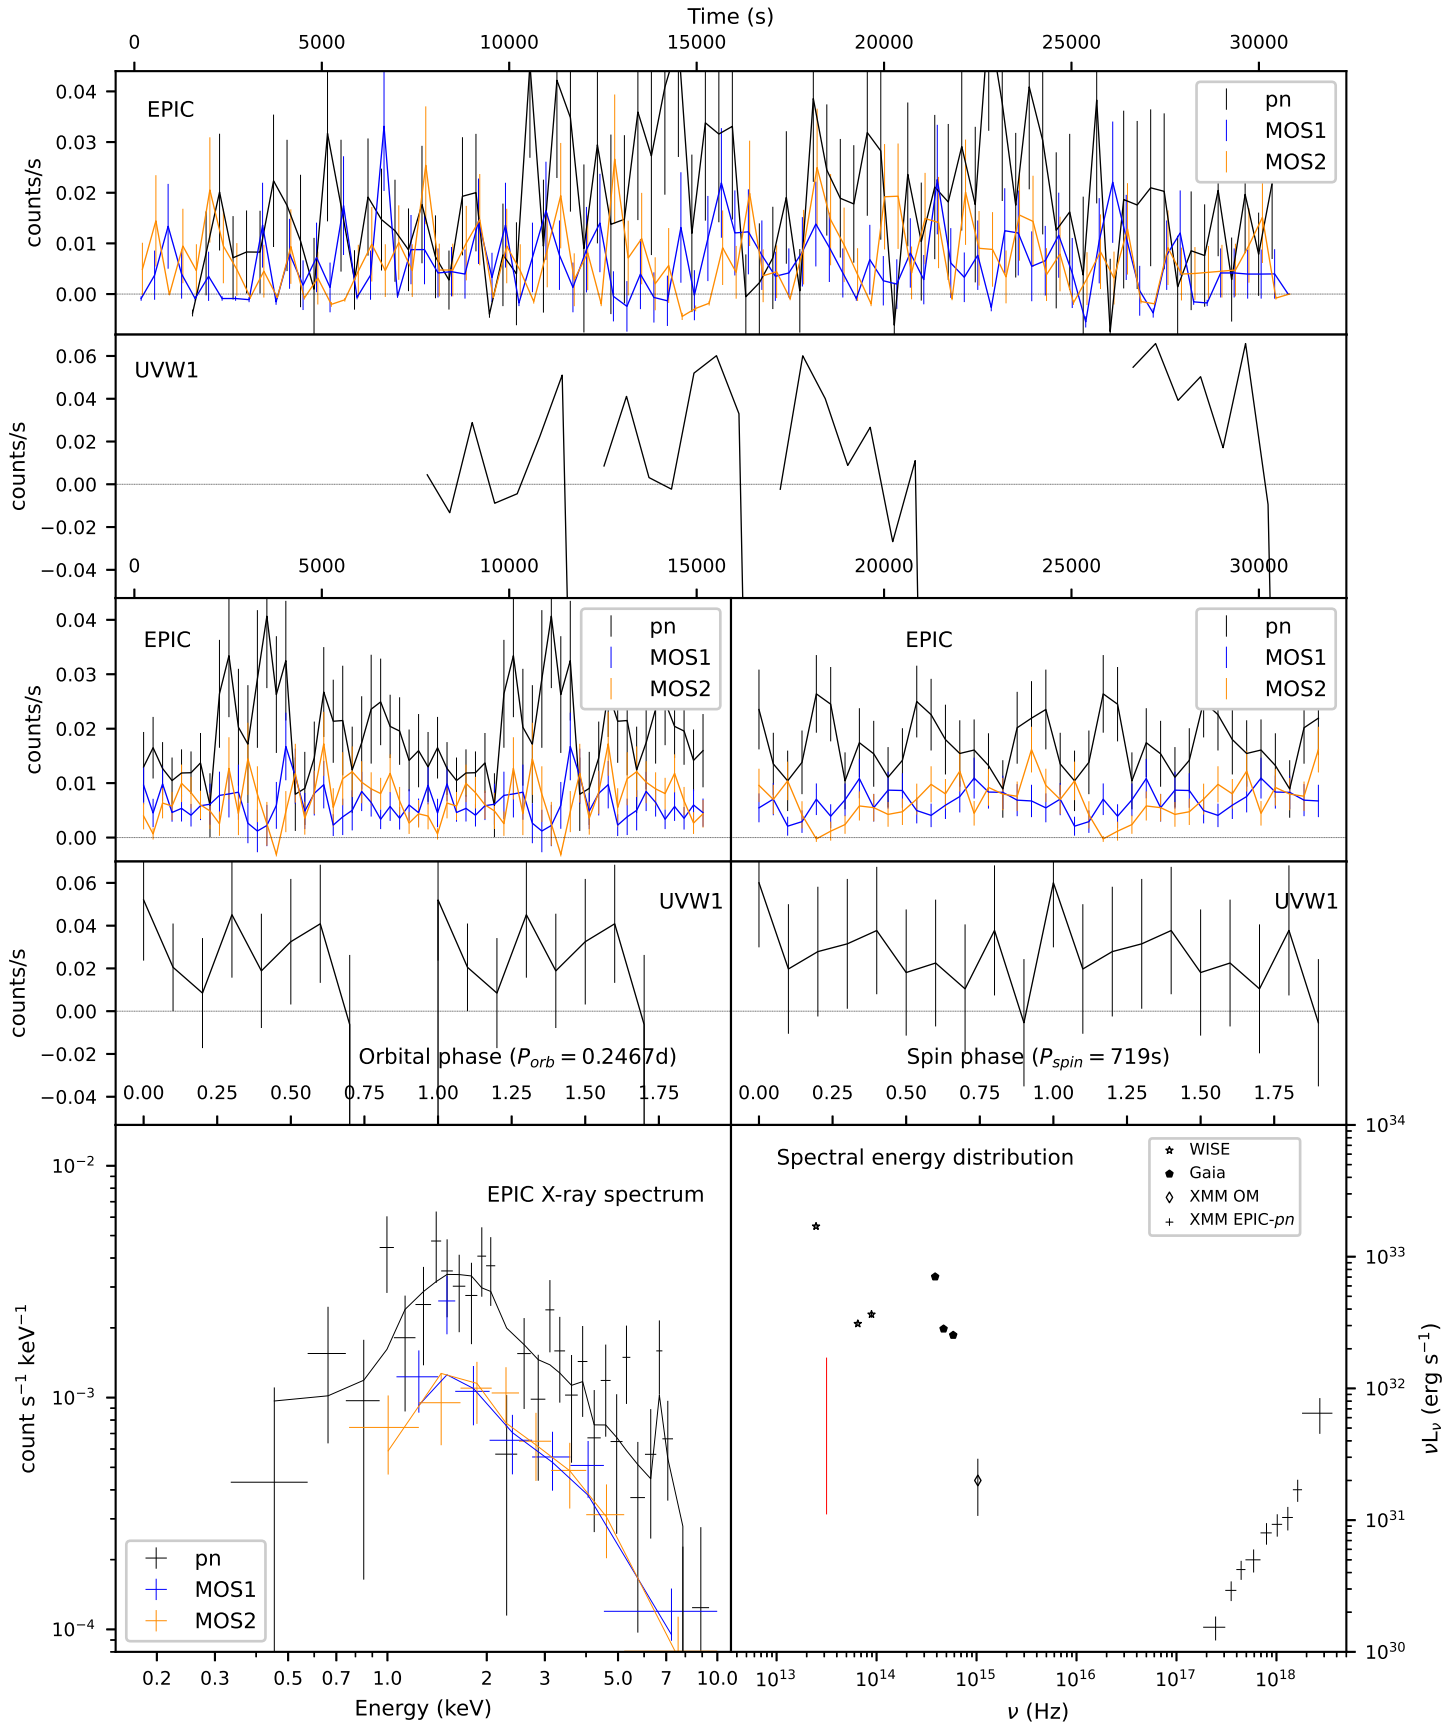 Time (s)
0 5000 10000 15000 20000 25000 30000
EPIC
pn
MOS1
MOS2
counts/s
0.04
0.03
0.02
0.01
0.00
UVW1
counts/s
0.06
0.04
0.02
0.00
−0.02
−0.04
0 5000 10000 15000 20000 25000 30000
EPIC
pn
MOS1
MOS2
counts/s
0.04
0.03
0.02
0.01
0.00
EPIC
pn
MOS1
MOS2
UVW1
counts/s
0.06
0.04
0.02
0.00
−0.02
−0.04
Orbital phase (P_orb = 0.2467d)
0.00 0.25 0.50 0.75 1.00 1.25 1.50 1.75
UVW1
Spin phase (P_spin = 719s)
0.00 0.25 0.50 0.75 1.00 1.25 1.50 1.75
EPIC X-ray spectrum
count s⁻¹ keV⁻¹
10⁻²
10⁻³
10⁻⁴
pn
MOS1
MOS2
0.2 0.3 0.5 0.7 1.0 2 3 5.0 7 10.0
Energy (keV)
Spectral energy distribution
WISE
Gaia
XMM OM
XMM EPIC-pn
10³⁴
10³³
10³²
10³¹
10³⁰
νL_ν (erg s⁻¹)
10¹³ 10¹⁴ 10¹⁵ 10¹⁶ 10¹⁷ 10¹⁸
ν (Hz)